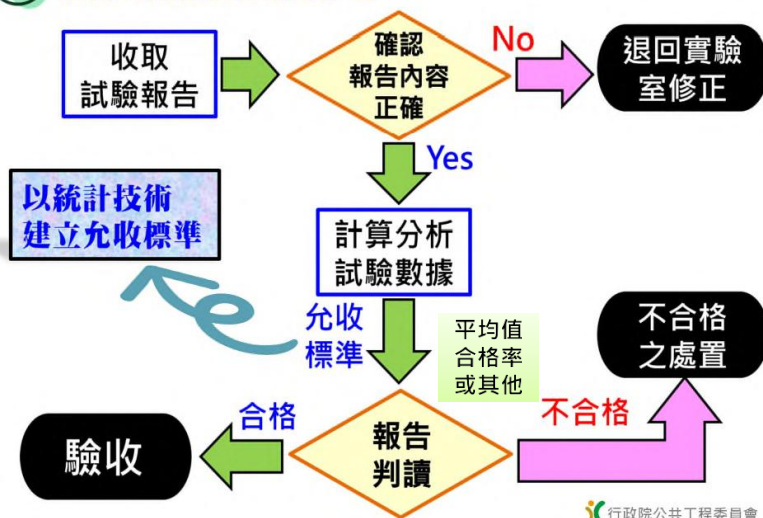 收取
試驗報告
確認
報告內容
正確
No
退回實驗
室修正
Yes
以統計技術
建立允收標準
計算分析
試驗數據
允收
標準
平均值
合格率
或其他
不合格
之處置
合格
不合格
驗收
報告
判讀
行政院公共工程委員會